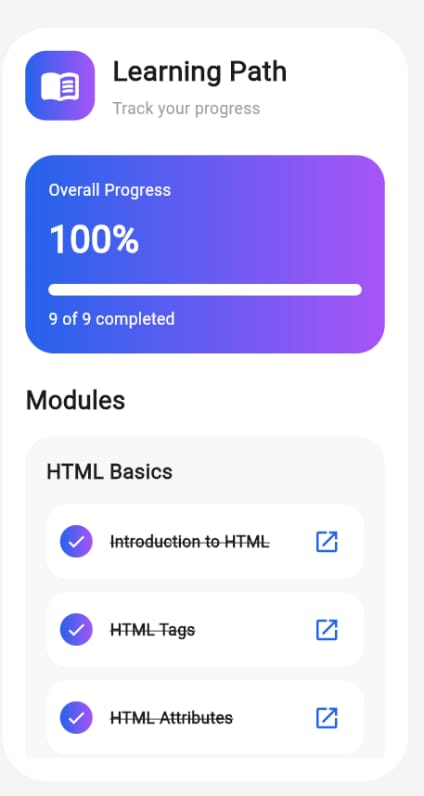 Learning Path
Track your progress
Overall Progress
100%
9 of 9 completed
Modules
HTML Basics
Introduction to HTML
HTML Tags
HTML Attributes